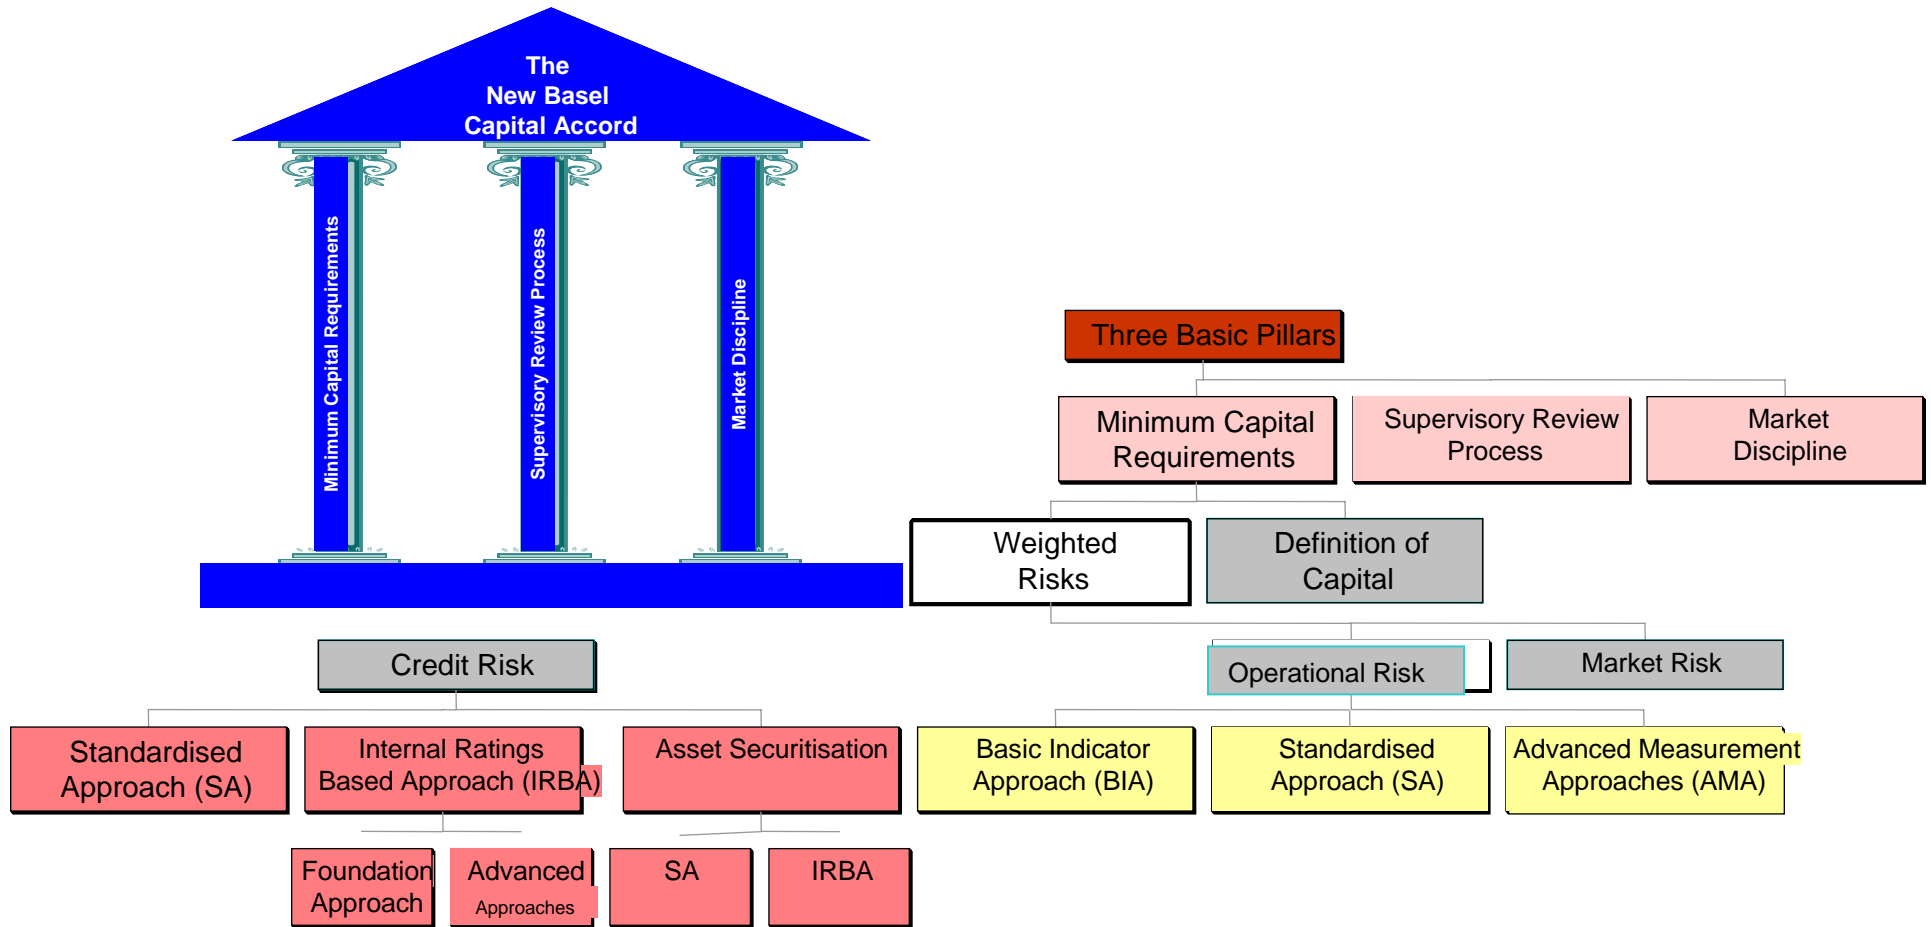 The
New Basel
Capital Accord
Minimum Capital Requirements
Supervisory Review Process
Market Discipline
Three Basic Pillars
Minimum Capital
Requirements
Supervisory Review
Process
Market
Discipline
Weighted
Risks
Definition of
Capital
Credit Risk
Operational Risk
Market Risk
Standardised
Approach (SA)
Internal Ratings
Based Approach (IRBA)
Asset Securitisation
Basic Indicator
Approach (BIA)
Standardised
Approach (SA)
Advanced Measurement
Approaches (AMA)
Foundation
Approach
Advanced
Approaches
SA
IRBA